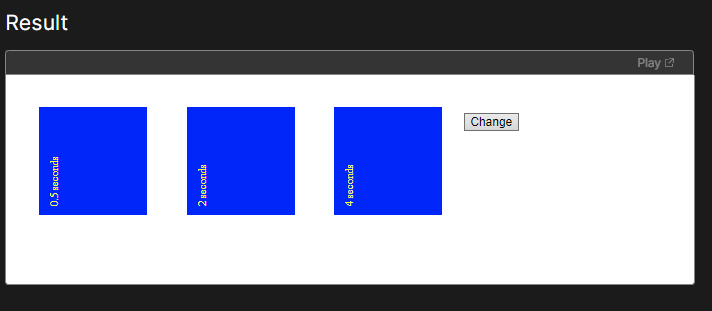 Result
Play
0.5 seconds
2 seconds
4 seconds
Change